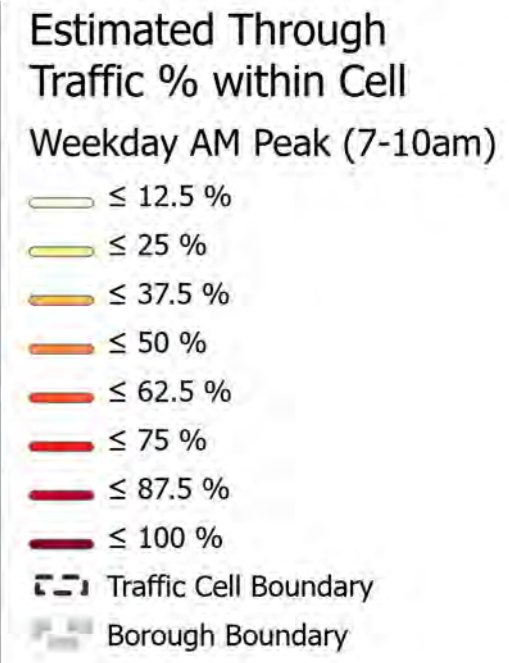 Estimated Through
Traffic % within Cell
Weekday AM Peak (7-10am)
≤ 12.5 %
≤ 25 %
≤ 37.5 %
≤ 50 %
≤ 62.5 %
≤ 75 %
≤ 87.5 %
≤ 100 %
Traffic Cell Boundary
Borough Boundary